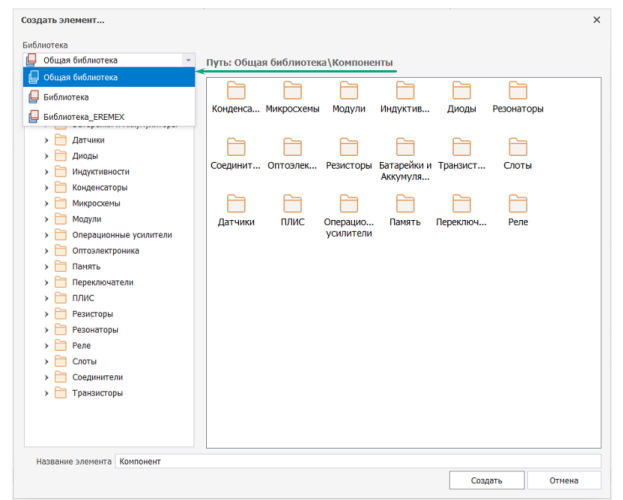 Создать элемент...
Библиотека
Общая библиотека
Путь: Общая библиотека\Компоненты
Общая библиотека
Библиотека
Библиотека_EREMEX
Датчики
Диоды
Индуктивности
Конденсаторы
Микросхемы
Модули
Операционные усилители
Оптоэлектроника
Память
Переключатели
ПЛИС
Резисторы
Резонаторы
Реле
Слоты
Соединители
Транзисторы
Конденса... Микросхемы Модули Индуктив... Диоды Резонаторы
Соединит... Оптоэлек... Резисторы Батарейки и Транзист... Слоты
Аккумуля...
Датчики ПЛИС Операцио... Память Переключ... Реле
усилители
Название элемента Компонент
Создать Отмена